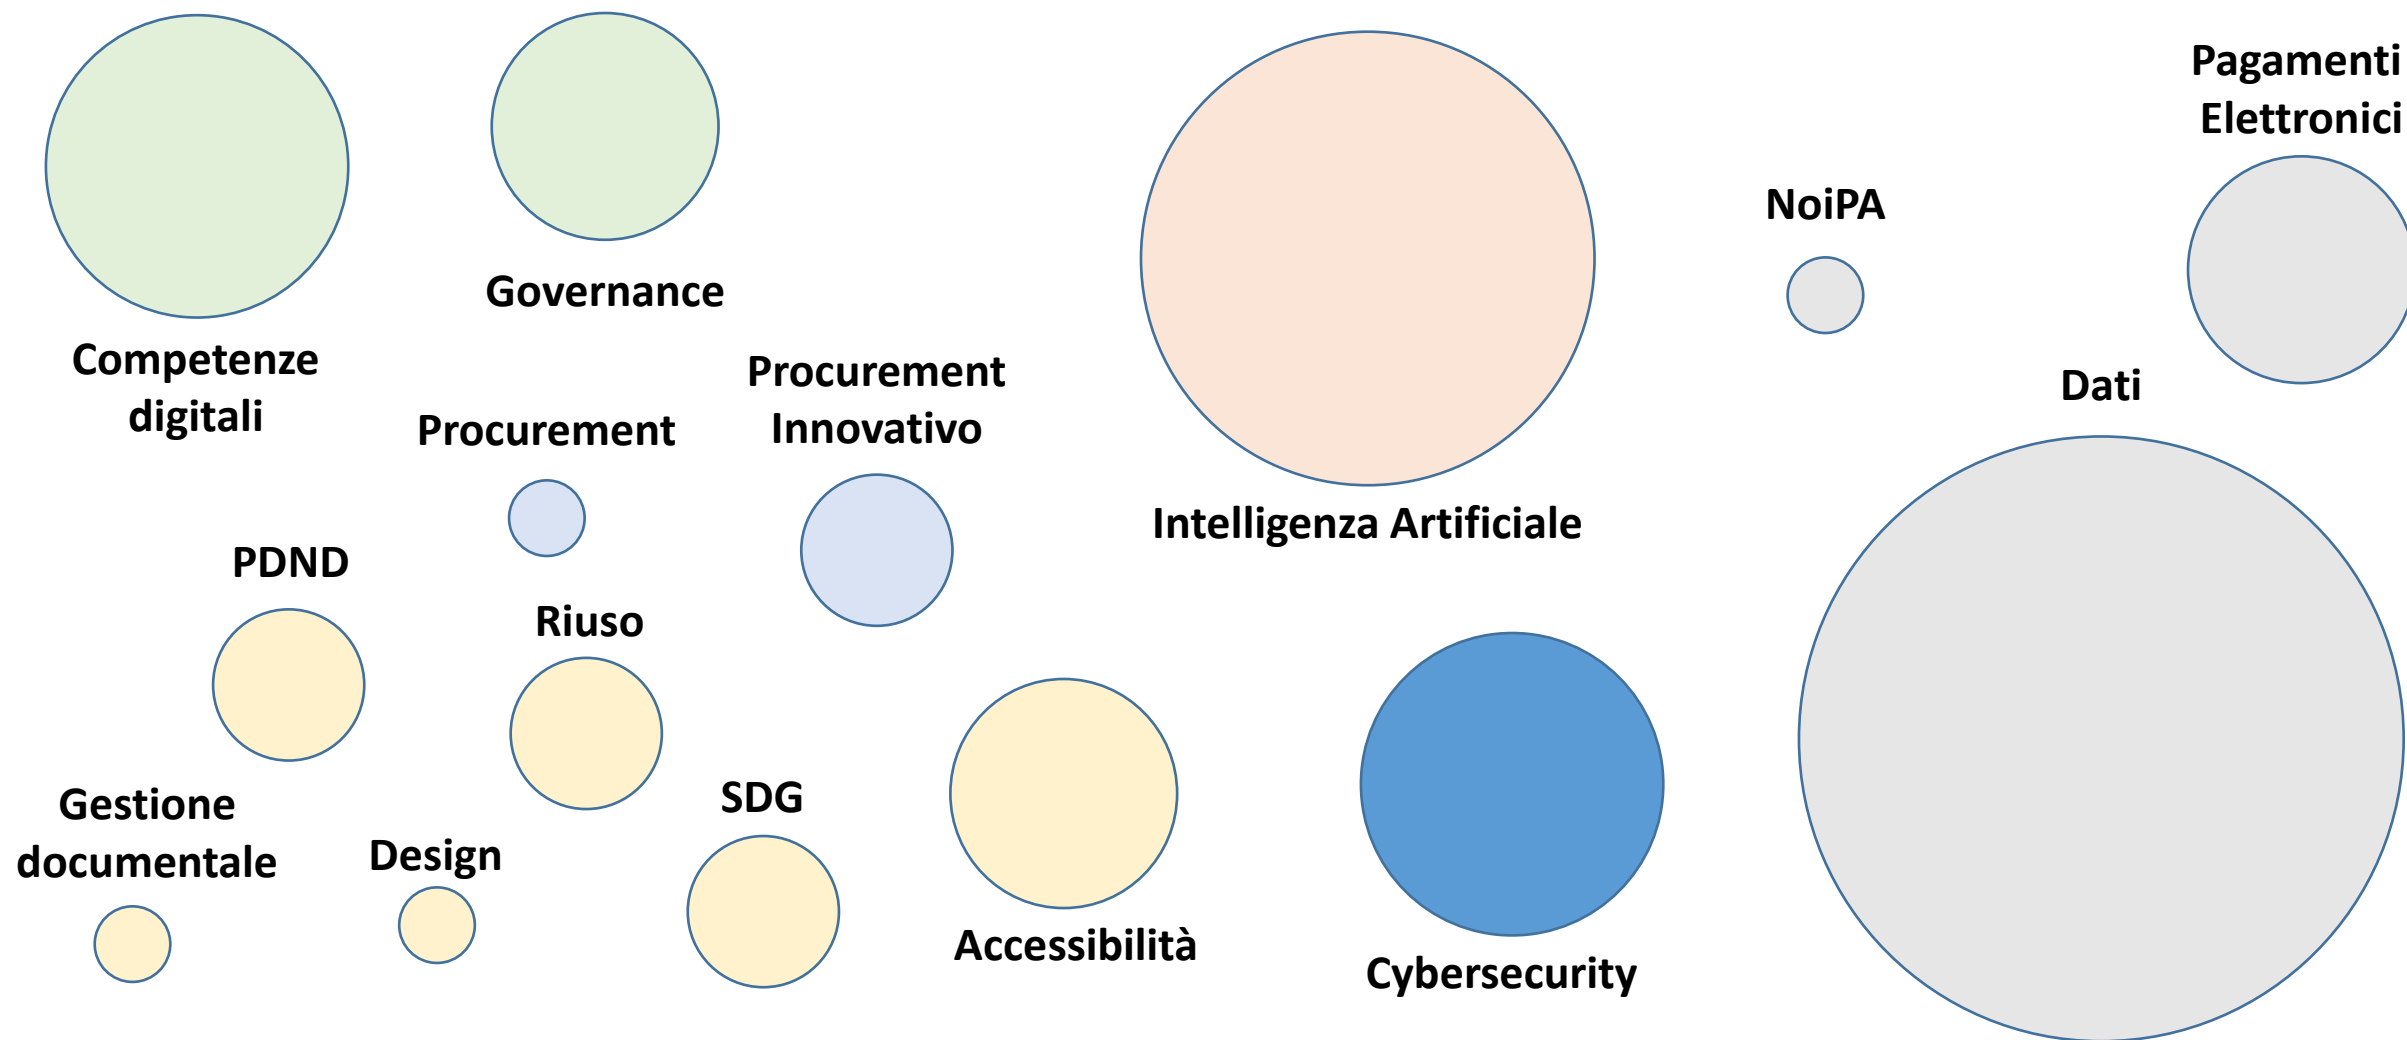 Pagamenti
Elettronici
NoiPA
Governance
Competenze
digitali
Procurement
Innovativo
Dati
Procurement
Intelligenza Artificiale
PDND
Riuso
Gestione
documentale
SDG
Design
Accessibilità
Cybersecurity